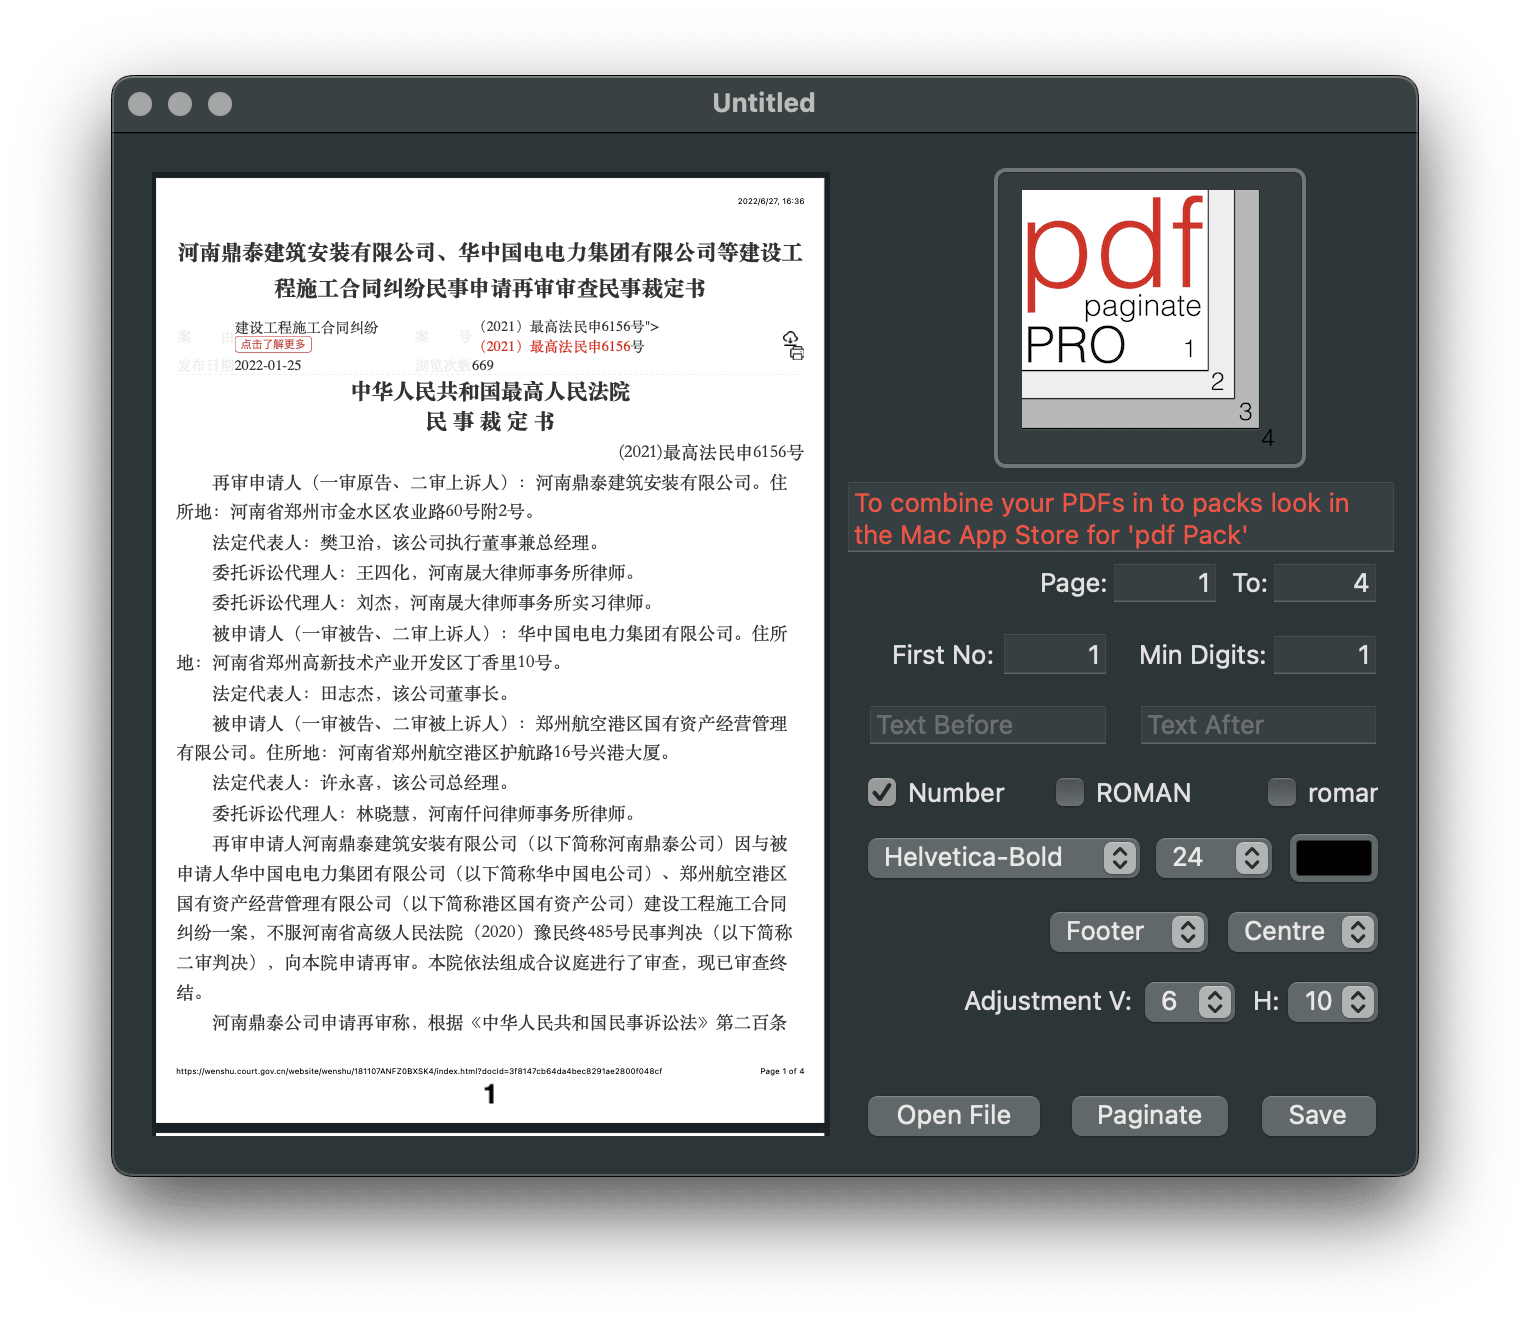 Untitled
2022/6/27, 16:36
河南鼎泰建筑安装有限公司、华中国电电力集团有限公司等建设工
程施工合同纠纷民事申请再审审查民事裁定书
案 由 建设工程施工合同纠纷 案 号 （2021）最高法民申6156号">
点击了解更多 （2021）最高法民申6156号
发布日期2022-01-25 浏览次数669
中华人民共和国最高人民法院
民 事 裁 定 书
(2021)最高法民申6156号
再审申请人（一审原告、二审上诉人）：河南鼎泰建筑安装有限公司。住
所地：河南省郑州市金水区农业路60号附2号。
法定代表人：樊卫治，该公司执行董事兼总经理。
委托诉讼代理人：王四化，河南晟大律师事务所律师。
委托诉讼代理人：刘杰，河南晟大律师事务所实习律师。
被申请人（一审被告、二审上诉人）：华中国电电力集团有限公司。住所
地：河南省郑州高新技术产业开发区丁香里10号。
法定代表人：田志杰，该公司董事长。
被申请人（一审被告、二审被上诉人）：郑州航空港区国有资产经营管理
有限公司。住所地：河南省郑州航空港区护航路16号兴港大厦。
法定代表人：许永喜，该公司总经理。
委托诉讼代理人：林晓慧，河南仟问律师事务所律师。
再审申请人河南鼎泰建筑安装有限公司（以下简称河南鼎泰公司）因与被
申请人华中国电电力集团有限公司（以下简称华中国电公司）、郑州航空港区
国有资产经营管理有限公司（以下简称港区国有资产公司）建设工程施工合同
纠纷一案，不服河南省高级人民法院（2020）豫民终485号民事判决（以下简称
二审判决），向本院申请再审。本院依法组成合议庭进行了审查，现已审查终
结。
河南鼎泰公司申请再审称，根据《中华人民共和国民事诉讼法》第二百条
https://wenshu.court.gov.cn/website/wenshu/181107ANFZ0BXSK4/index.html?docId=3f8147cb64da4bec8291ae2800f048cf Page 1 of 4
1
pdf
paginate
PRO 1
2
3
4
To combine your PDFs in to packs look in
the Mac App Store for 'pdf Pack'
Page: 1 To: 4
First No: 1 Min Digits: 1
Text Before Text After
Number ROMAN romar
Helvetica-Bold 24
Footer Centre
Adjustment V: 6 H: 10
Open File Paginate Save